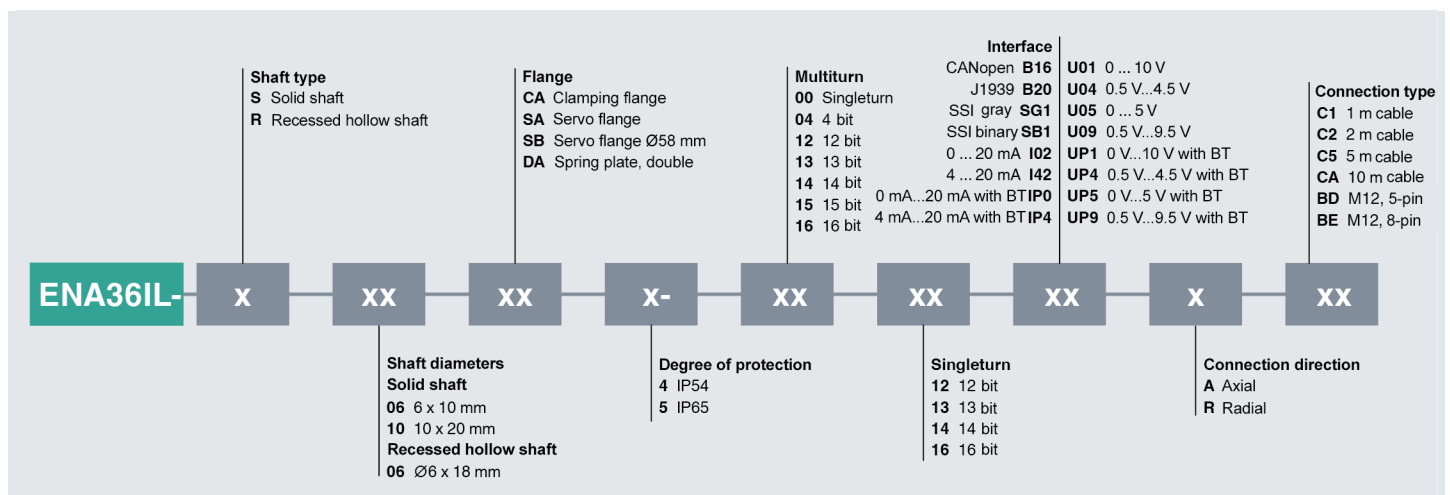 Shaft type
S Solid shaft
R Recessed hollow shaft
Flange
CA Clamping flange
SA Servo flange
SB Servo flange Ø58 mm
DA Spring plate, double
Multiturn
00 Singleturn
04 4 bit
12 12 bit
13 13 bit
14 14 bit
15 15 bit
16 16 bit
Interface
CANopen B16 U01 0 ... 10 V
J1939 B20 U04 0.5 V...4.5 V
SSI gray SG1 U05 0 ... 5 V
SSI binary SB1 U09 0.5 V...9.5 V
0 ... 20 mA I02 UP1 0 V...10 V with BT
4 ... 20 mA I42 UP4 0.5 V...4.5 V with BT
0 mA...20 mA with BT IP0 UP5 0 V...5 V with BT
4 mA...20 mA with BT IP4 UP9 0.5 V...9.5 V with BT
Connection type
C1 1 m cable
C2 2 m cable
C5 5 m cable
CA 10 m cable
BD M12, 5-pin
BE M12, 8-pin
ENA36IL- x xx xx x- xx xx xx x xx
Shaft diameters
Solid shaft
06 6 x 10 mm
10 10 x 20 mm
Recessed hollow shaft
06 Ø6 x 18 mm
Degree of protection
4 IP54
5 IP65
Singleturn
12 12 bit
13 13 bit
14 14 bit
16 16 bit
Connection direction
A Axial
R Radial